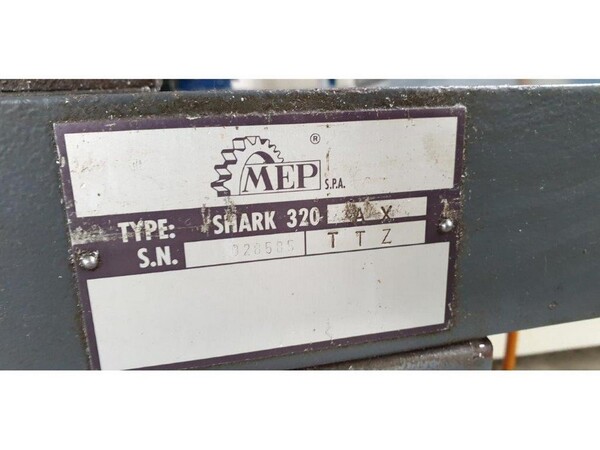 ®
MEP S.P.A.
TYPE: SHARK 320 AX
S.N. TTZ